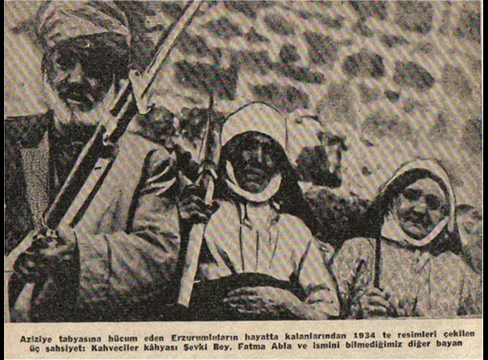 Aziziye tabyasına hücum eden Erzurumluların hayatta kalanlarından 1934 te resimleri çekilen
üç şahsiyet: Kahveciler kâhyası Şevki Bey, Fatma Abla ve ismini bilmediğimiz diğer bayan